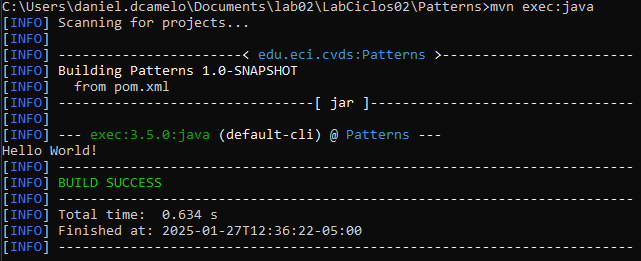 C:\Users\daniel.dcamelo\Documents\lab02\LabCiclos02\Patterns>mvn exec:java
[INFO] Scanning for projects...
[INFO]
[INFO] -----------------------< edu.eci.cvds:Patterns >------------------------
[INFO] Building Patterns 1.0-SNAPSHOT
[INFO]   from pom.xml
[INFO] --------------------------------[ jar ]---------------------------------
[INFO]
[INFO] --- exec:3.5.0:java (default-cli) @ Patterns ---
Hello World!
[INFO] ------------------------------------------------------------------------
[INFO] BUILD SUCCESS
[INFO] ------------------------------------------------------------------------
[INFO] Total time:  0.634 s
[INFO] Finished at: 2025-01-27T12:36:22-05:00
[INFO] ------------------------------------------------------------------------